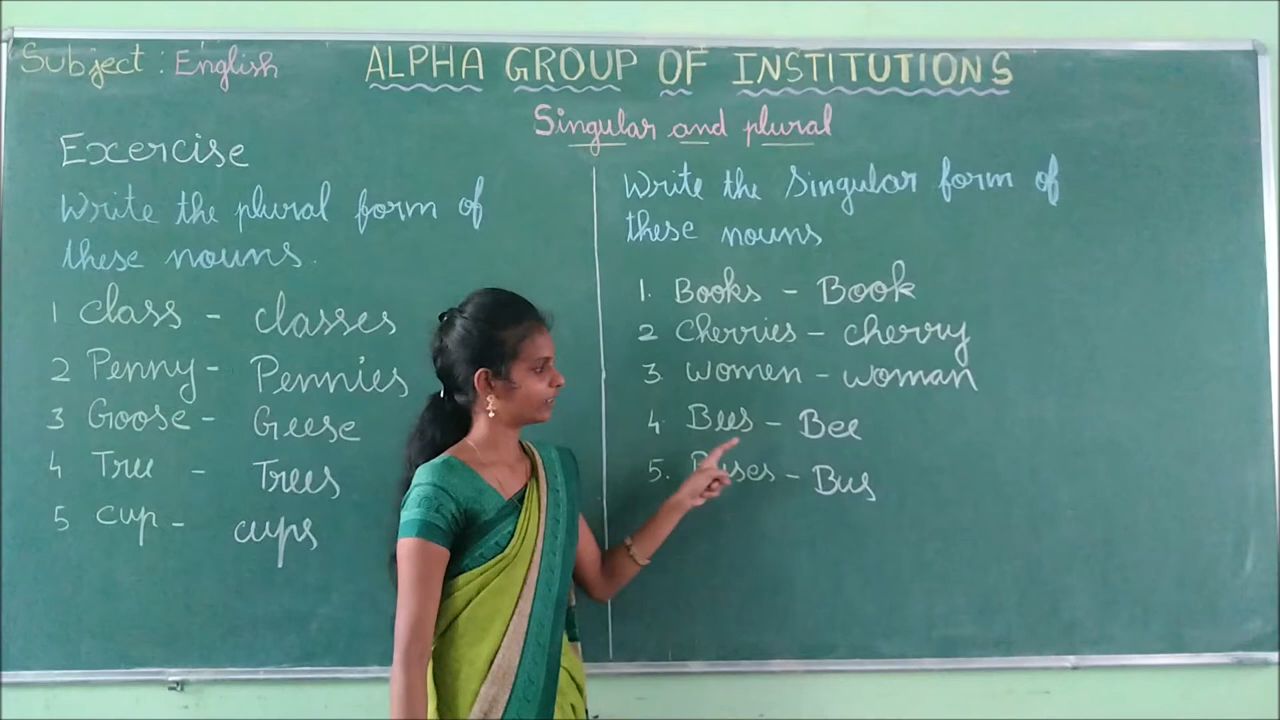 Subject : English
ALPHA GROUP OF INSTITUTIONS
Singular and plural
Exercise
Write the plural form of
these nouns.
1 class - classes
2 Penny - Pennies
3 Goose - Geese
4 Tree - Trees
5 cup - cups
Write the Singular form of
these nouns
1. Books - Book
2 Cherries - cherry
3. women - woman
4. Bees - Bee
5. Buses - Bus